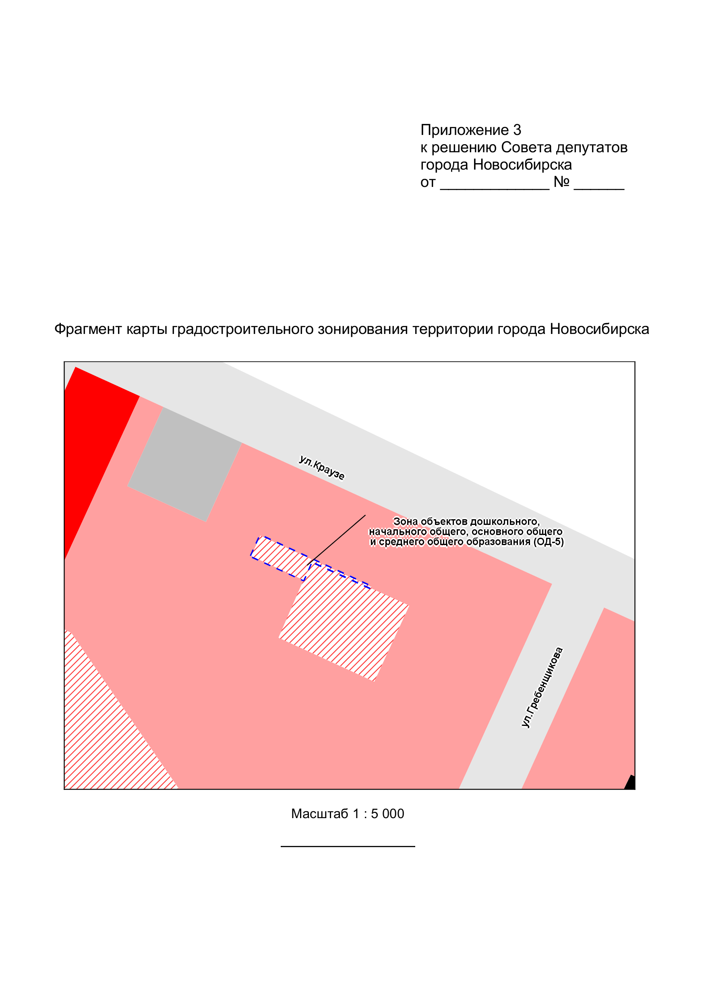 Приложение 3
к решению Совета депутатов
города Новосибирска
от _____________ № ______
Фрагмент карты градостроительного зонирования территории города Новосибирска
ул.Краузе
Зона объектов дошкольного,
начального общего, основного общего
и среднего общего образования (ОД-5)
ул.Гребенщикова
Масштаб 1 : 5 000